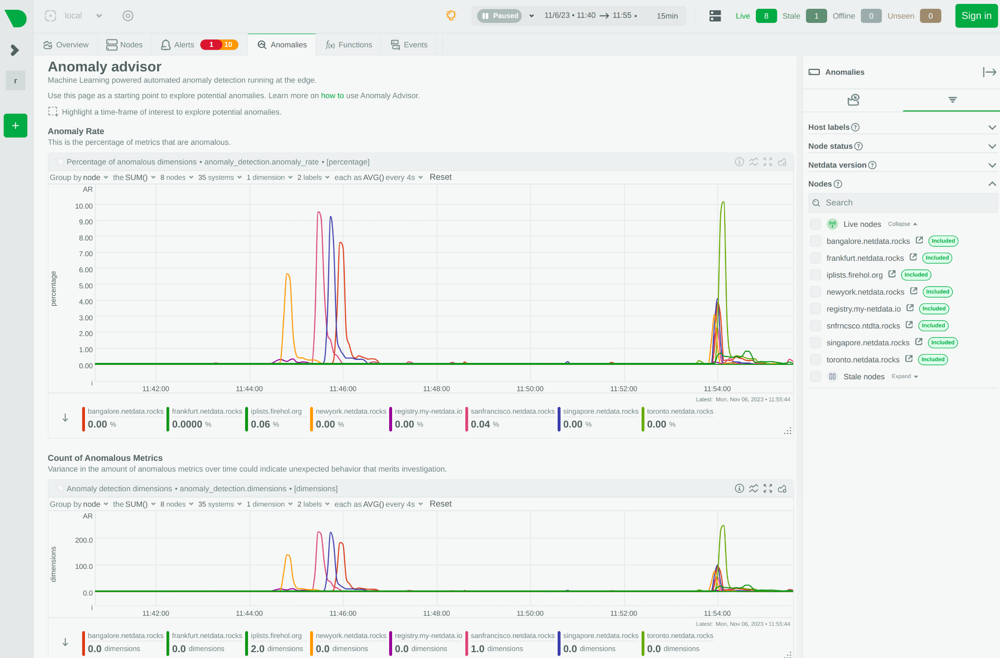 local
Paused
11/6/23 • 11:40 → 11:55 •
15min
Live 8
Stale 1
Offline 0
Unseen 0
Sign in
r
+
Overview
Nodes
Alerts 1 10
Anomalies
f(x) Functions
Events
Anomaly advisor
Machine Learning powered automated anomaly detection running at the edge.
Use this page as a starting point to explore potential anomalies. Learn more on how to use Anomaly Advisor.
Highlight a time-frame of interest to explore potential anomalies.
Anomaly Rate
This is the percentage of metrics that are anomalous.
Percentage of anomalous dimensions • anomaly_detection.anomaly_rate • [percentage]
Group by node the SUM() 8 nodes 35 systems 1 dimension 2 labels each as AVG() every 4s Reset
AR
10.00
9.00
8.00
7.00
6.00
5.00
4.00
3.00
2.00
1.00
0.00
i
percentage
11:42:00 11:44:00 11:46:00 11:48:00 11:50:00 11:52:00 11:54:00
Latest: Mon, Nov 06, 2023 • 11:55:44
bangalore.netdata.rocks frankfurt.netdata.rocks iplists.firehol.org newyork.netdata.rocks registry.my-netdata.io sanfrancisco.netdata.rocks singapore.netdata.rocks toronto.netdata.rocks
0.00 % 0.0000 % 0.06 % 0.00 % 0.00 % 0.04 % 0.00 % 0.00 %
Count of Anomalous Metrics
Variance in the amount of anomalous metrics over time could indicate unexpected behavior that merits investigation.
Anomaly detection dimensions • anomaly_detection.dimensions • [dimensions]
Group by node the SUM() 8 nodes 35 systems 1 dimension 2 labels each as AVG() every 4s Reset
AR
200.0
100.0
0.0
i
dimensions
11:42:00 11:44:00 11:46:00 11:48:00 11:50:00 11:52:00 11:54:00
Latest: Mon, Nov 06, 2023 • 11:55:44
bangalore.netdata.rocks frankfurt.netdata.rocks iplists.firehol.org newyork.netdata.rocks registry.my-netdata.io sanfrancisco.netdata.rocks singapore.netdata.rocks toronto.netdata.rocks
0.0 dimensions 0.0 dimensions 2.0 dimensions 0.0 dimensions 0.0 dimensions 1.0 dimensions 0.0 dimensions 0.0 dimensions
Anomalies
Host labels ?
Node status ?
Netdata version ?
Nodes ?
Search
Live nodes Collapse
bangalore.netdata.rocks Included
frankfurt.netdata.rocks Included
iplists.firehol.org Included
newyork.netdata.rocks Included
registry.my-netdata.io Included
snfrncsco.ntdta.rocks Included
singapore.netdata.rocks Included
toronto.netdata.rocks Included
Stale nodes Expand